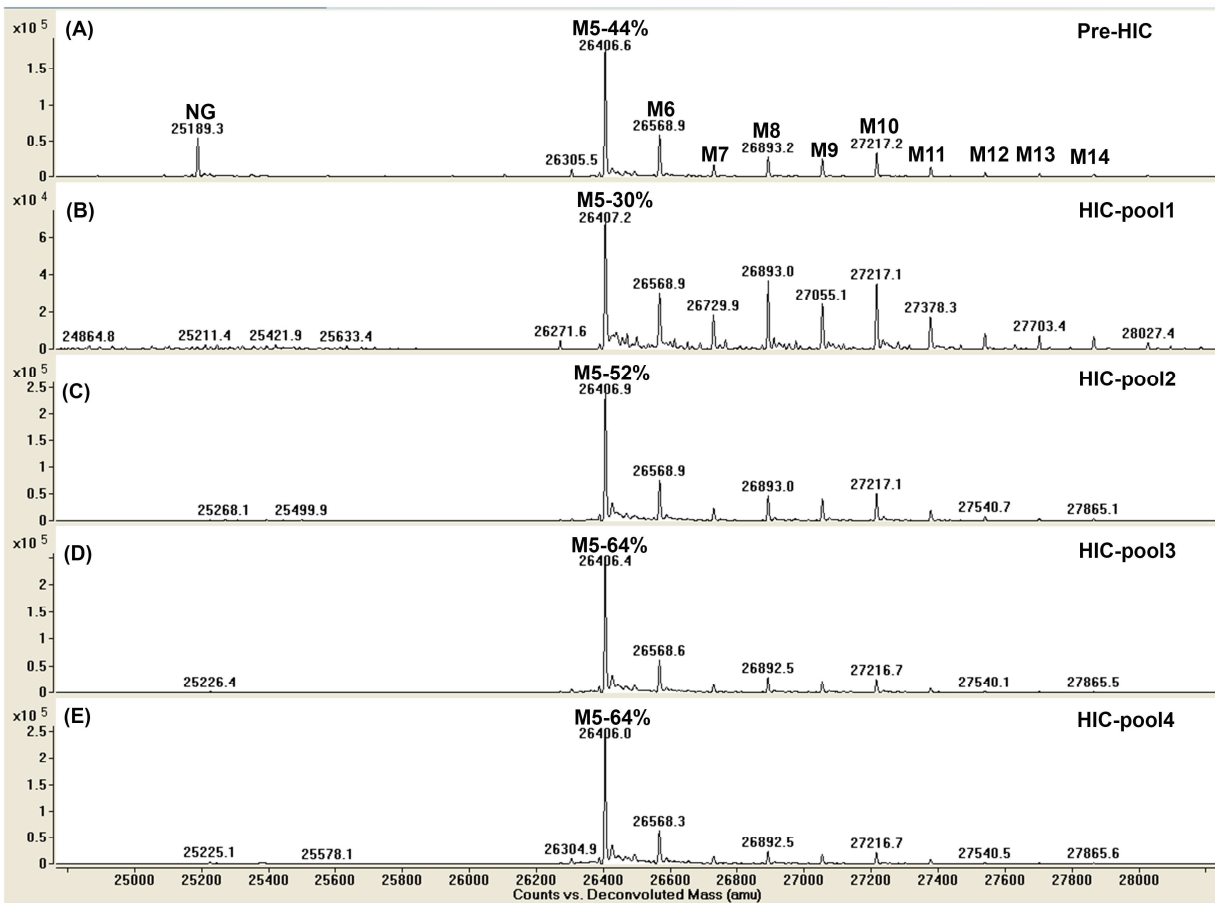 x10 5
(A)
M5-44%
Pre-HIC
26406.6
1.5
1
0.5
0
NG
25189.3
26305.5
M6
26568.9
M7
M8
26893.2
M9
M10
27217.2
M11
M12
M13
M14
x10 4
(B)
M5-30%
HIC-pool1
26407.2
6
4
2
0
24864.8
25211.4
25421.9
25633.4
26271.6
26568.9
26729.9
26893.0
27055.1
27217.1
27378.3
27703.4
28027.4
x10 5
(C)
M5-52%
HIC-pool2
26406.9
2.5
2
1.5
1
0.5
0
25268.1
25499.9
26568.9
26893.0
27217.1
27540.7
27865.1
x10 5
(D)
M5-64%
HIC-pool3
26406.4
2
1.5
1
0.5
0
25226.4
26568.6
26892.5
27216.7
27540.1
27865.5
x10 5
(E)
M5-64%
HIC-pool4
26406.0
2.5
2
1.5
1
0.5
0
25225.1
25578.1
26304.9
26568.3
26892.5
27216.7
27540.5
27865.6
25000 25200 25400 25600 25800 26000 26200 26400 26600 26800 27000 27200 27400 27600 27800 28000
Counts vs. Deconvoluted Mass (amu)